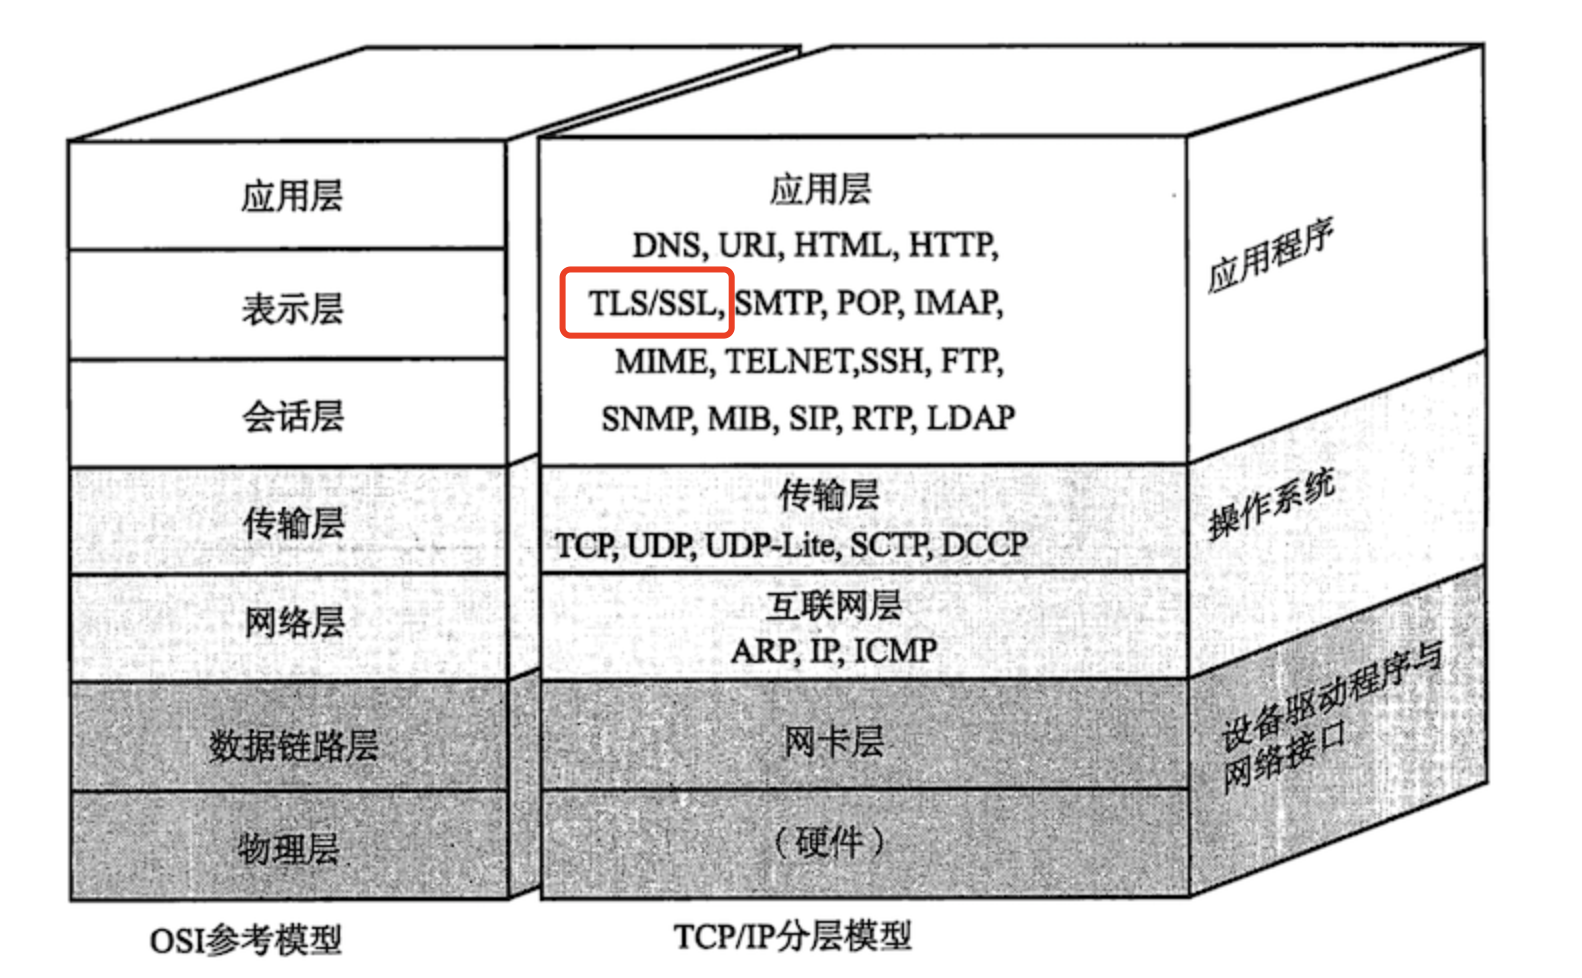 应用层
表示层
会话层
传输层
网络层
数据链路层
物理层
OSI参考模型
应用层
DNS, URI, HTML, HTTP,
TLS/SSL, SMTP, POP, IMAP,
MIME, TELNET,SSH, FTP,
SNMP, MIB, SIP, RTP, LDAP
传输层
TCP, UDP, UDP-Lite, SCTP, DCCP
互联网层
ARP, IP, ICMP
网卡层
（硬件）
TCP/IP分层模型
应用程序
操作系统
设备驱动程序与
网络接口